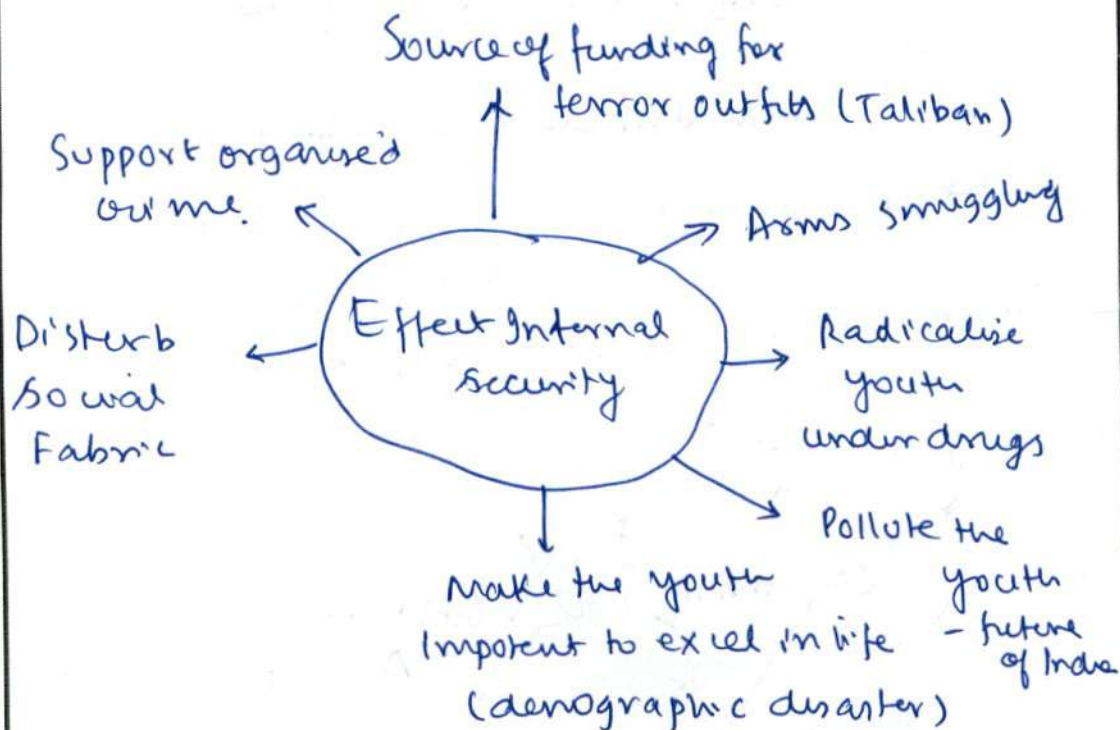 Source of funding for
terror outfits (Taliban)
Support organised
crime.
Arms smuggling
Effect Internal
security
Disturb
social
Fabric
Radicalise
youth
under drugs
Pollute the
youth
- future
of India
Make the youth
Impotent to excel in life
(demographic disaster)